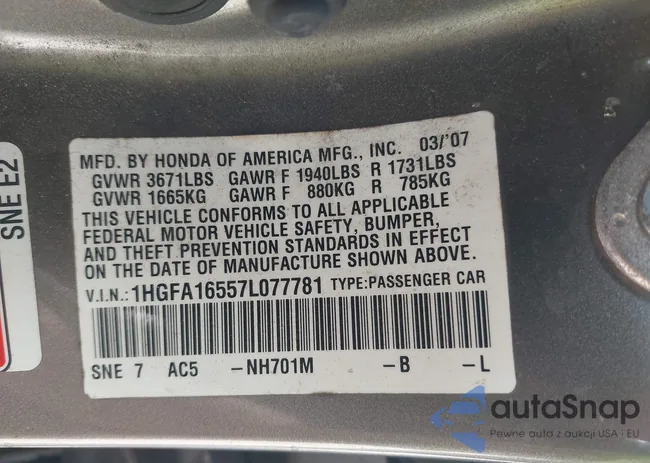 MFD. BY HONDA OF AMERICA MFG., INC. 03/'07
GVWR 3671LBS GAWR F 1940LBS R 1731LBS
GVWR 1665KG GAWR F 880KG R 785KG
THIS VEHICLE CONFORMS TO ALL APPLICABLE
FEDERAL MOTOR VEHICLE SAFETY, BUMPER,
AND THEFT PREVENTION STANDARDS IN EFFECT
ON THE DATE OF MANUFACTURE SHOWN ABOVE.
V.I.N.: 1HGFA16557L077781 TYPE:PASSENGER CAR
SNE 7 AC5 -NH701M -B -L
SNE E2
autaSnap
Pewne auta z aukcji USA - EU